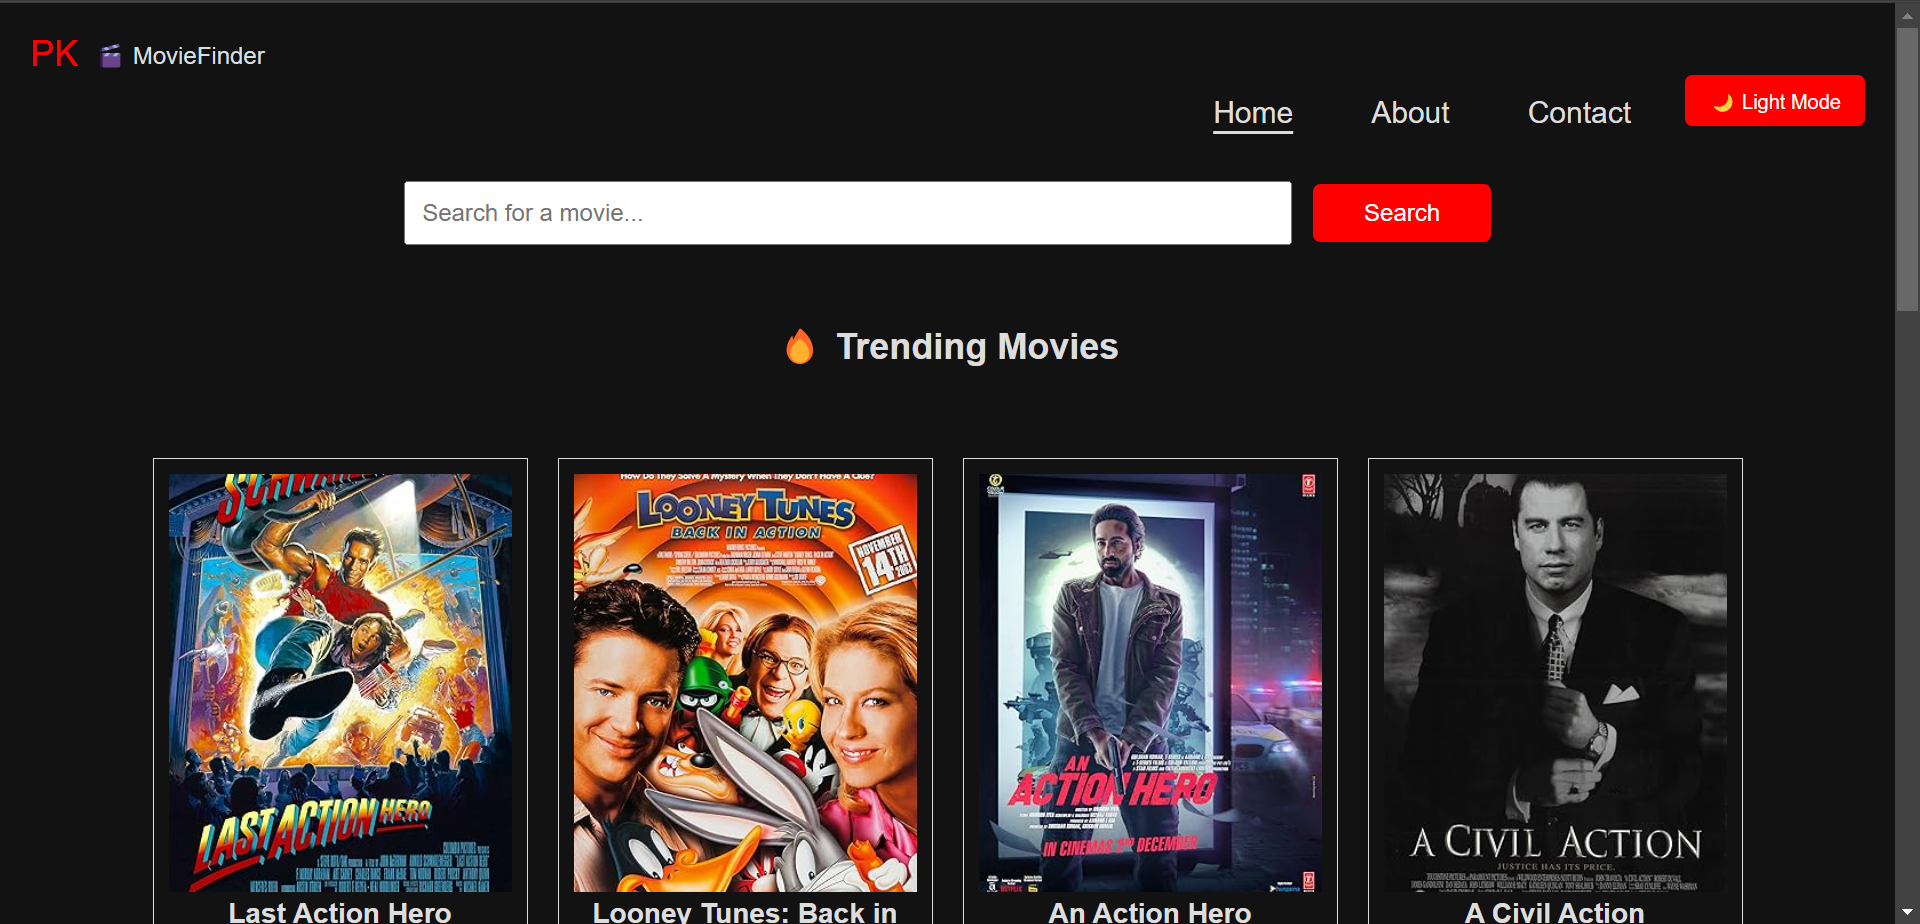 PK 🎬 MovieFinder
Home About Contact 🌙 Light Mode
Search for a movie... Search
🔥 Trending Movies
How Do They Solve A Mystery When They Don't Have A Clue?
LOONEY TUNES
BACK IN ACTION
NOVEMBER
14TH
2003
LAST ACTION HERO
AN
ACTION HERO
IN CINEMAS 2ND DECEMBER
A CIVIL ACTION
JUSTICE HAS ITS PRICE.
Last Action Hero
Looney Tunes: Back in
An Action Hero
A Civil Action